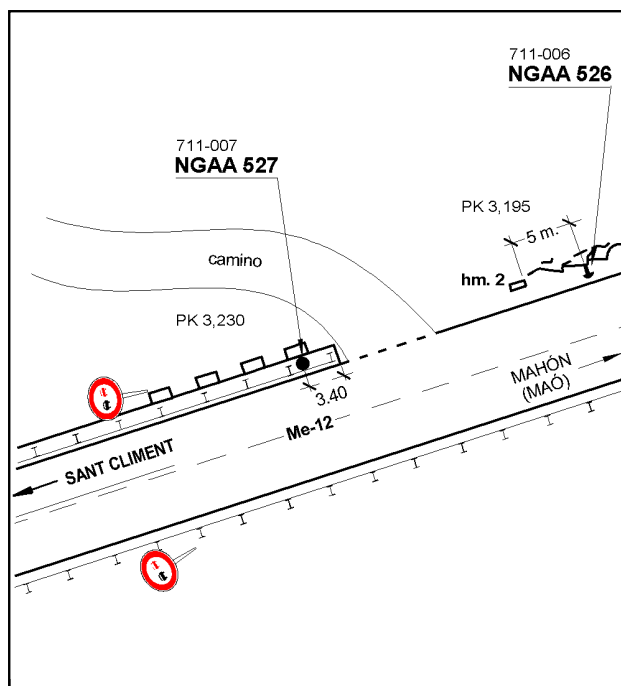 711-006
NGAA 526
711-007
NGAA 527
PK 3,195
5 m.
camino
hm. 2
PK 3,230
MAHÓN
(MAÓ)
3.40
Me-12
SANT CLIMENT